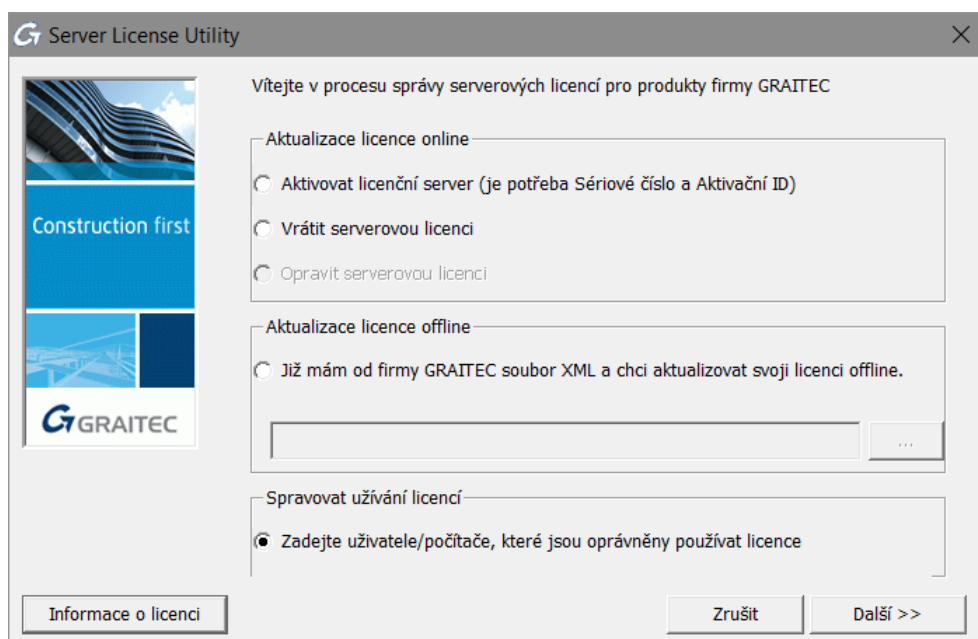 Server License Utility
Vítejte v procesu správy serverových licencí pro produkty firmy GRAITEC
Aktualizace licence online
Aktivovat licenční server (je potřeba Sériové číslo a Aktivační ID)
Construction first
Vrátit serverovou licenci
Opravit serverovou licenci
Aktualizace licence offline
Již mám od firmy GRAITEC soubor XML a chci aktualizovat svoji licenci offline.
GRAITEC
...
Spravovat užívání licencí
Zadejte uživatele/počítače, které jsou oprávněny používat licence
Informace o licenci
Zrušit
Další >>